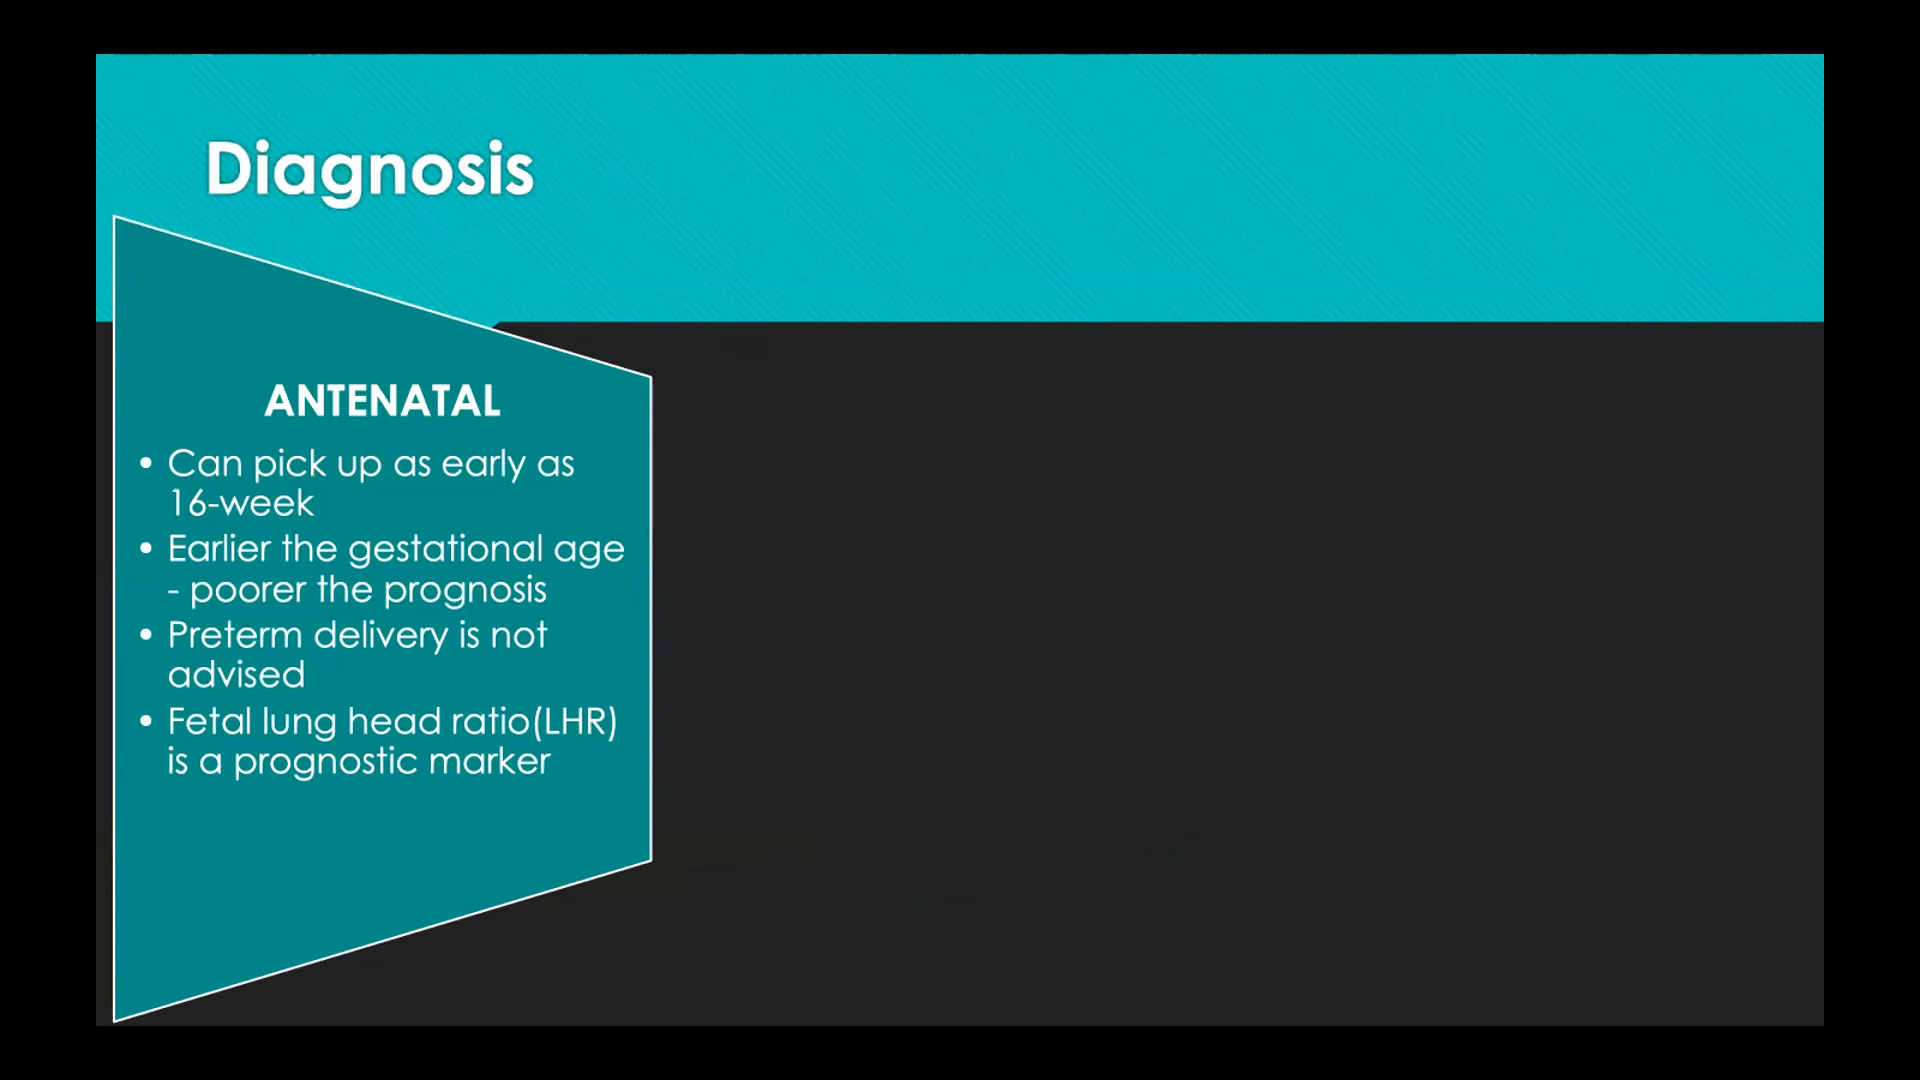 Diagnosis
ANTENATAL
• Can pick up as early as
16-week
• Earlier the gestational age
- poorer the prognosis
• Preterm delivery is not
advised
• Fetal lung head ratio(LHR)
is a prognostic marker